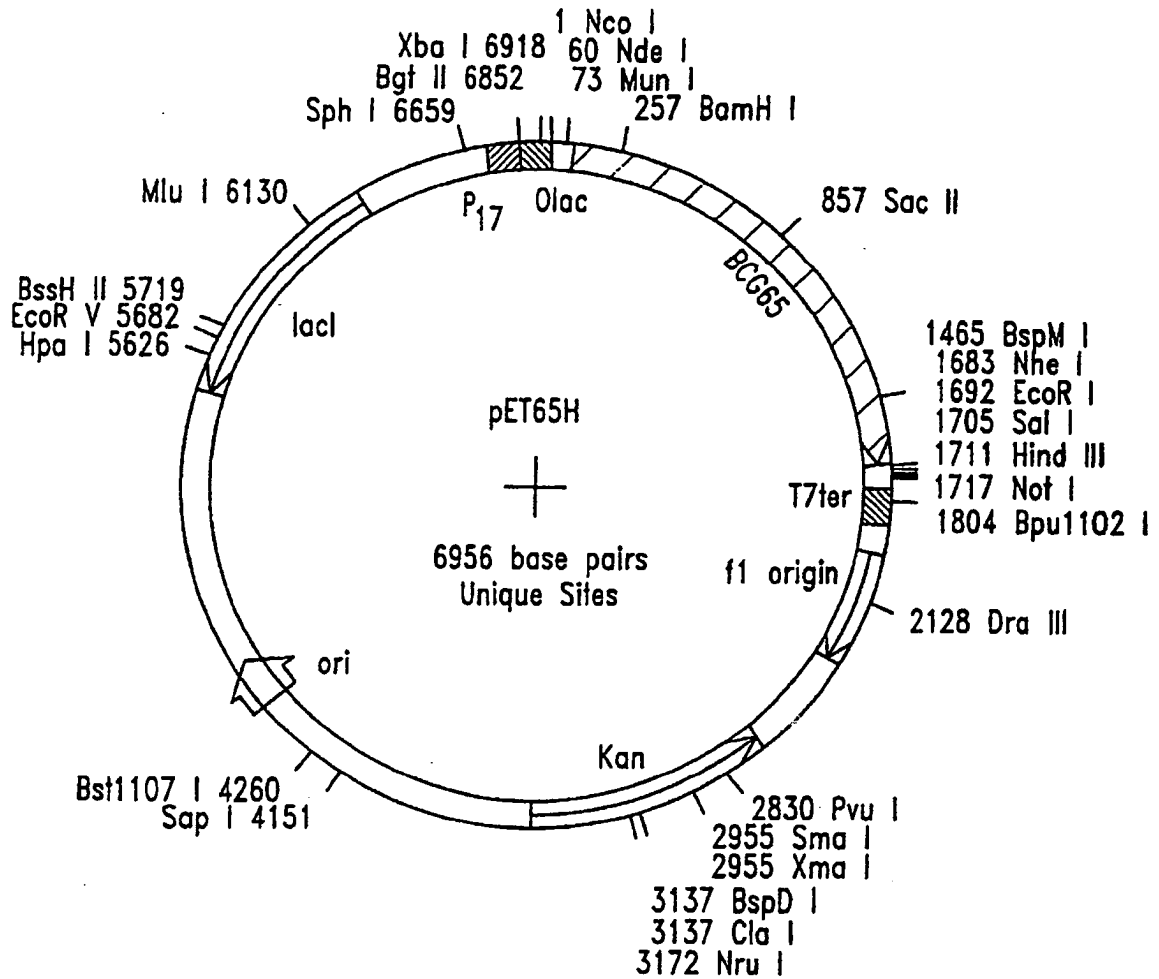 1 Nco I
Xba I 6918 60 Nde I
Bgt II 6852 73 Mun I
Sph I 6659 257 BamH I
Mlu I 6130
P17 Olac
857 Sac II
BCG65
BssH II 5719
EcoR V 5682
Hpa I 5626
lacI
1465 BspM I
1683 Nhe I
1692 EcoR I
1705 Sal I
1711 Hind III
1717 Not I
1804 Bpu1102 I
pET65H
T7ter
6956 base pairs
Unique Sites
f1 origin
2128 Dra III
ori
Kan
Bst1107 I 4260
Sap I 4151
2830 Pvu I
2955 Sma I
2955 Xma I
3137 BspD I
3137 Cla I
3172 Nru I